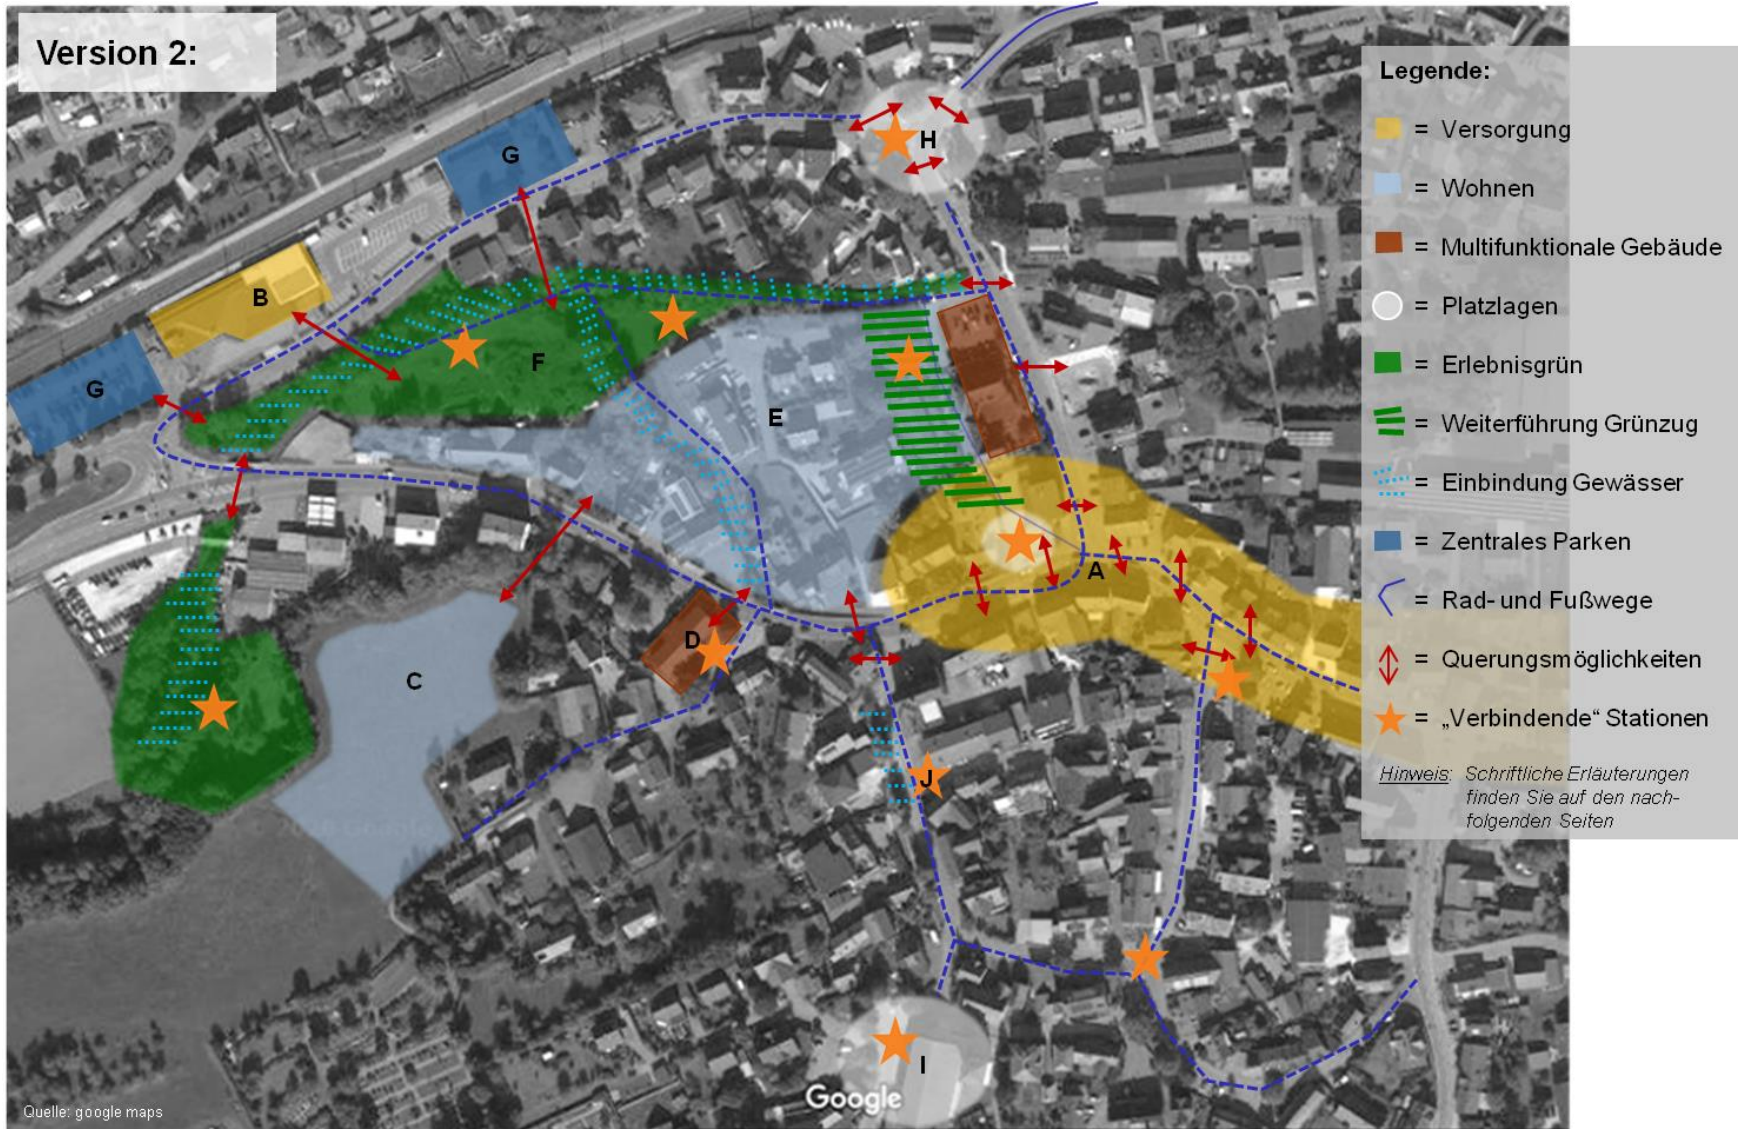 Version 2:
Legende:
= Versorgung
= Wohnen
= Multifunktionale Gebäude
= Platzlagen
= Erlebnisgrün
= Weiterführung Grünzug
= Einbindung Gewässer
= Zentrales Parken
= Rad- und Fußwege
= Querungsmöglichkeiten
= „Verbindende“ Stationen
Hinweis: Schriftliche Erläuterungen
finden Sie auf den nach-
folgenden Seiten
H
G
B
F
G
E
A
D
C
J
I
Google
Quelle: google maps